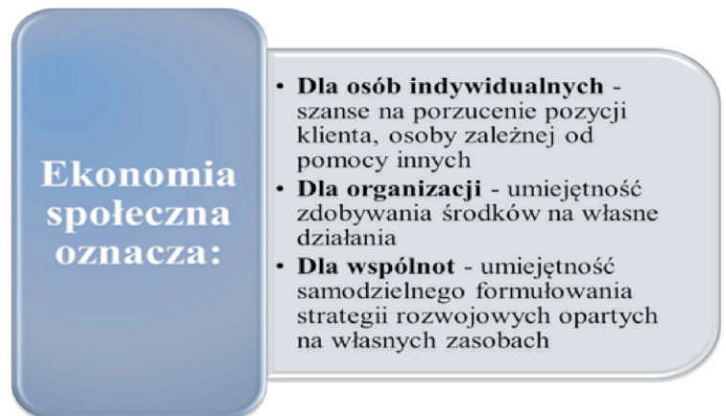 Ekonomia
społeczna
oznacza:
• Dla osób indywidualnych -
szanse na porzucenie pozycji
klienta, osoby zależnej od
pomocy innych
• Dla organizacji - umiejętność
zdobywania środków na własne
działania
• Dla wspólnot - umiejętność
samodzielnego formułowania
strategii rozwojowych opartych
na własnych zasobach